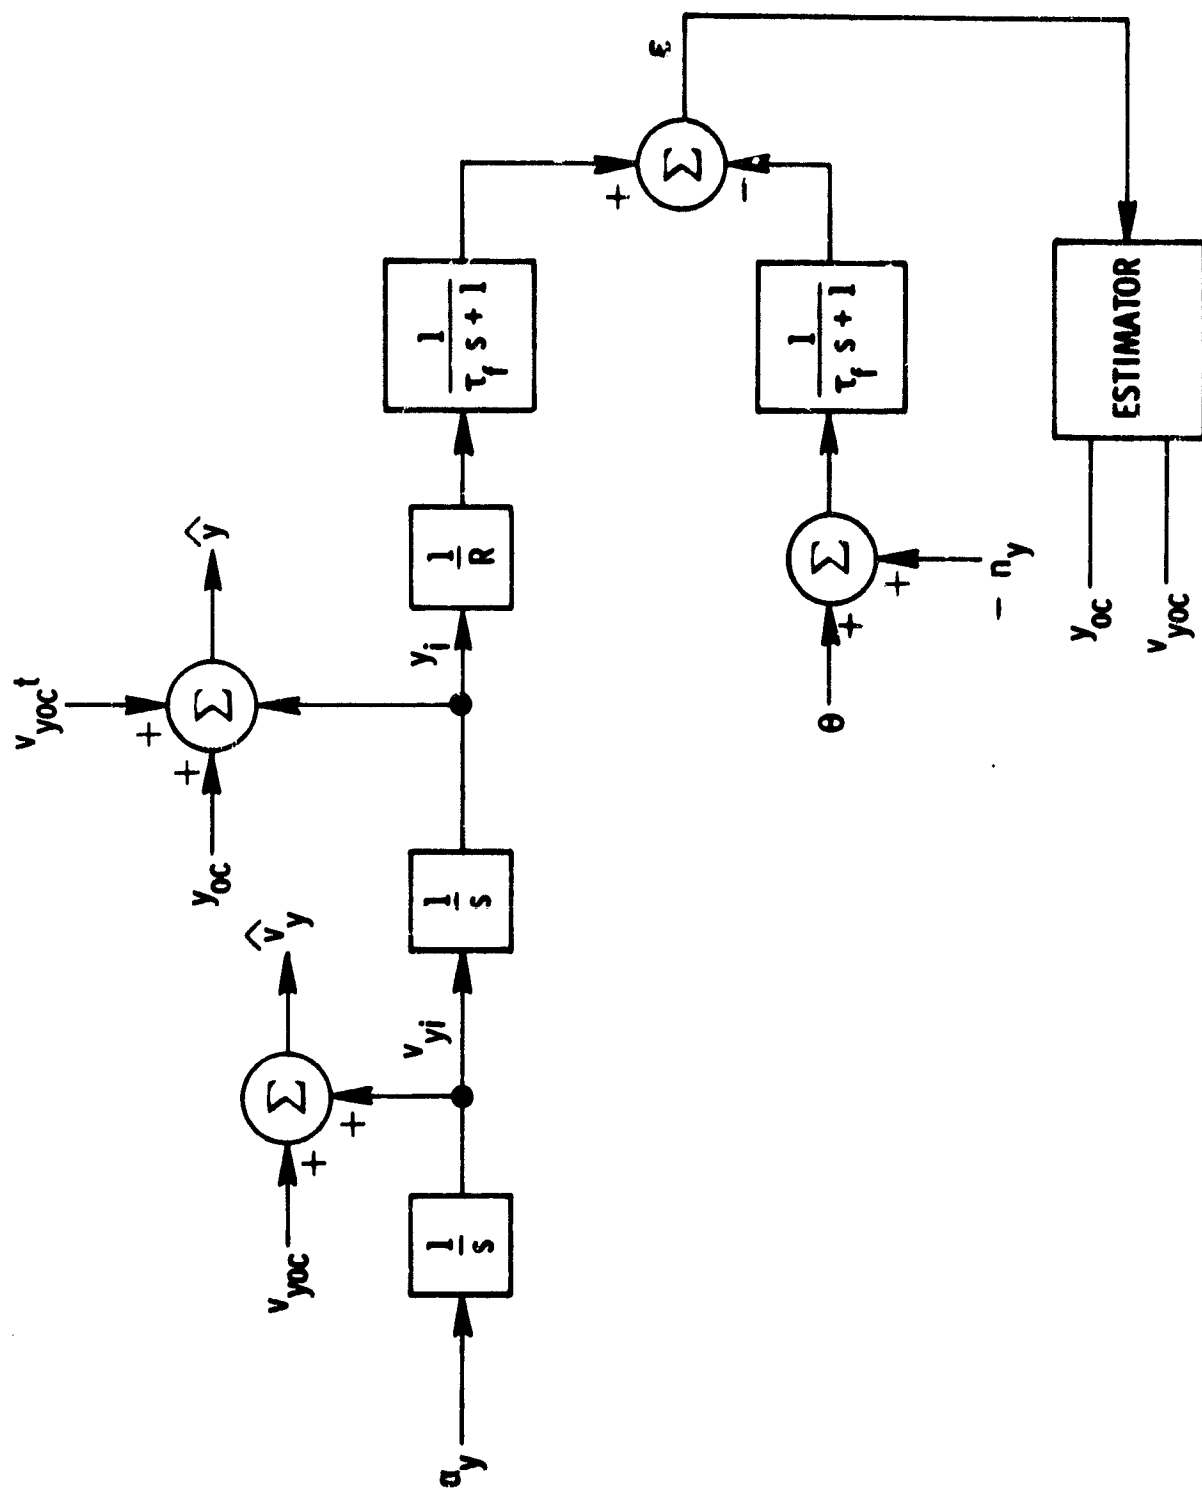 v_yoc t
+
+
Σ
ŷ
y_oc
v̂_y
Σ
+
+
v_yoc
a_y
1
s
v_yi
1
s
y_i
1
R
1
τ_f s + 1
+
Σ
-
ε
θ
+
Σ
+
- n_y
1
τ_f s + 1
y_oc
v_yoc
ESTIMATOR